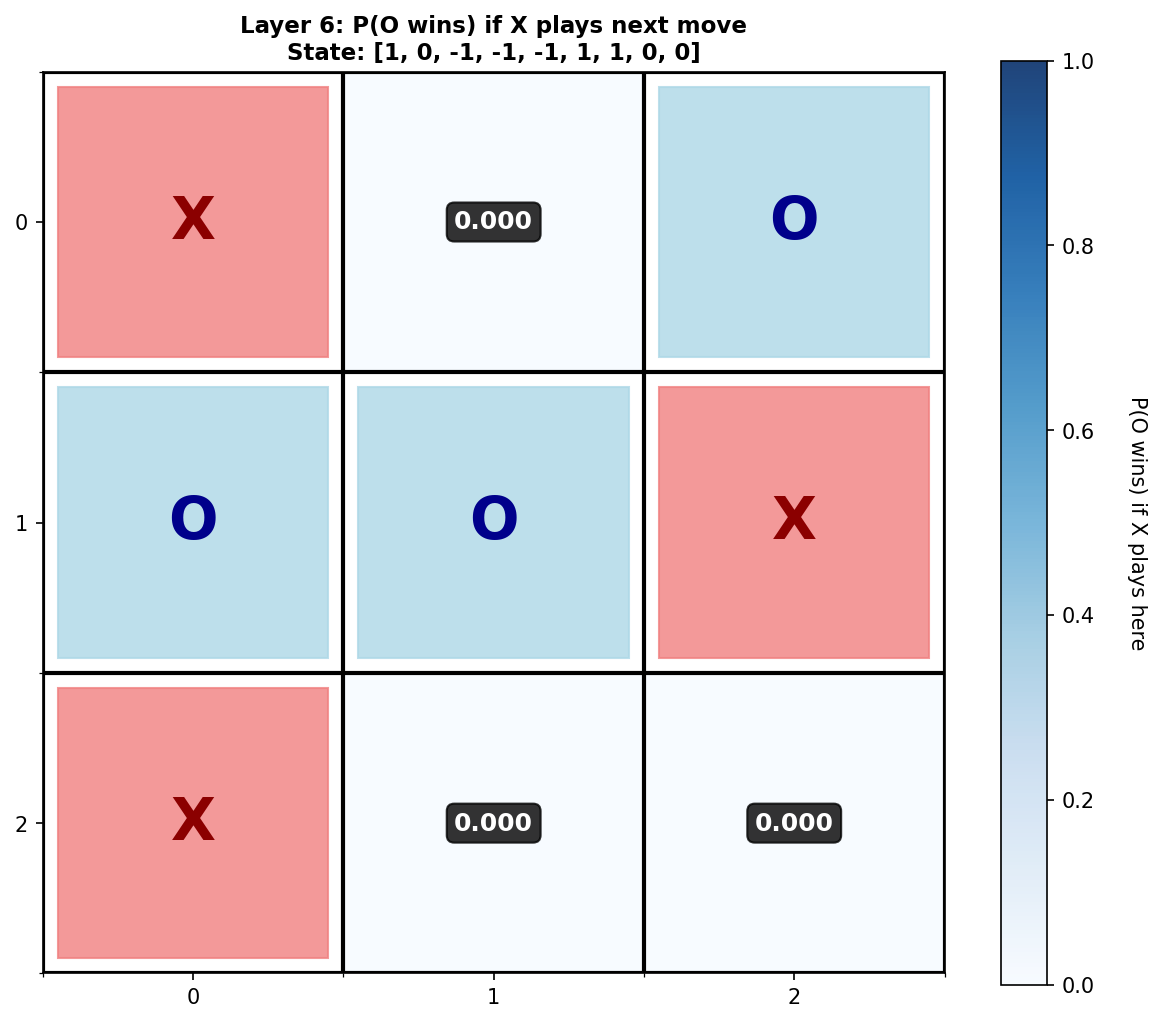 Layer 6: P(O wins) if X plays next move
State: [1, 0, -1, -1, -1, 1, 1, 0, 0]
X
0.000
O
O
O
X
X
0.000
0.000
0
1
2
0
1
2
1.0
0.8
0.6
0.4
0.2
0.0
P(O wins) if X plays here